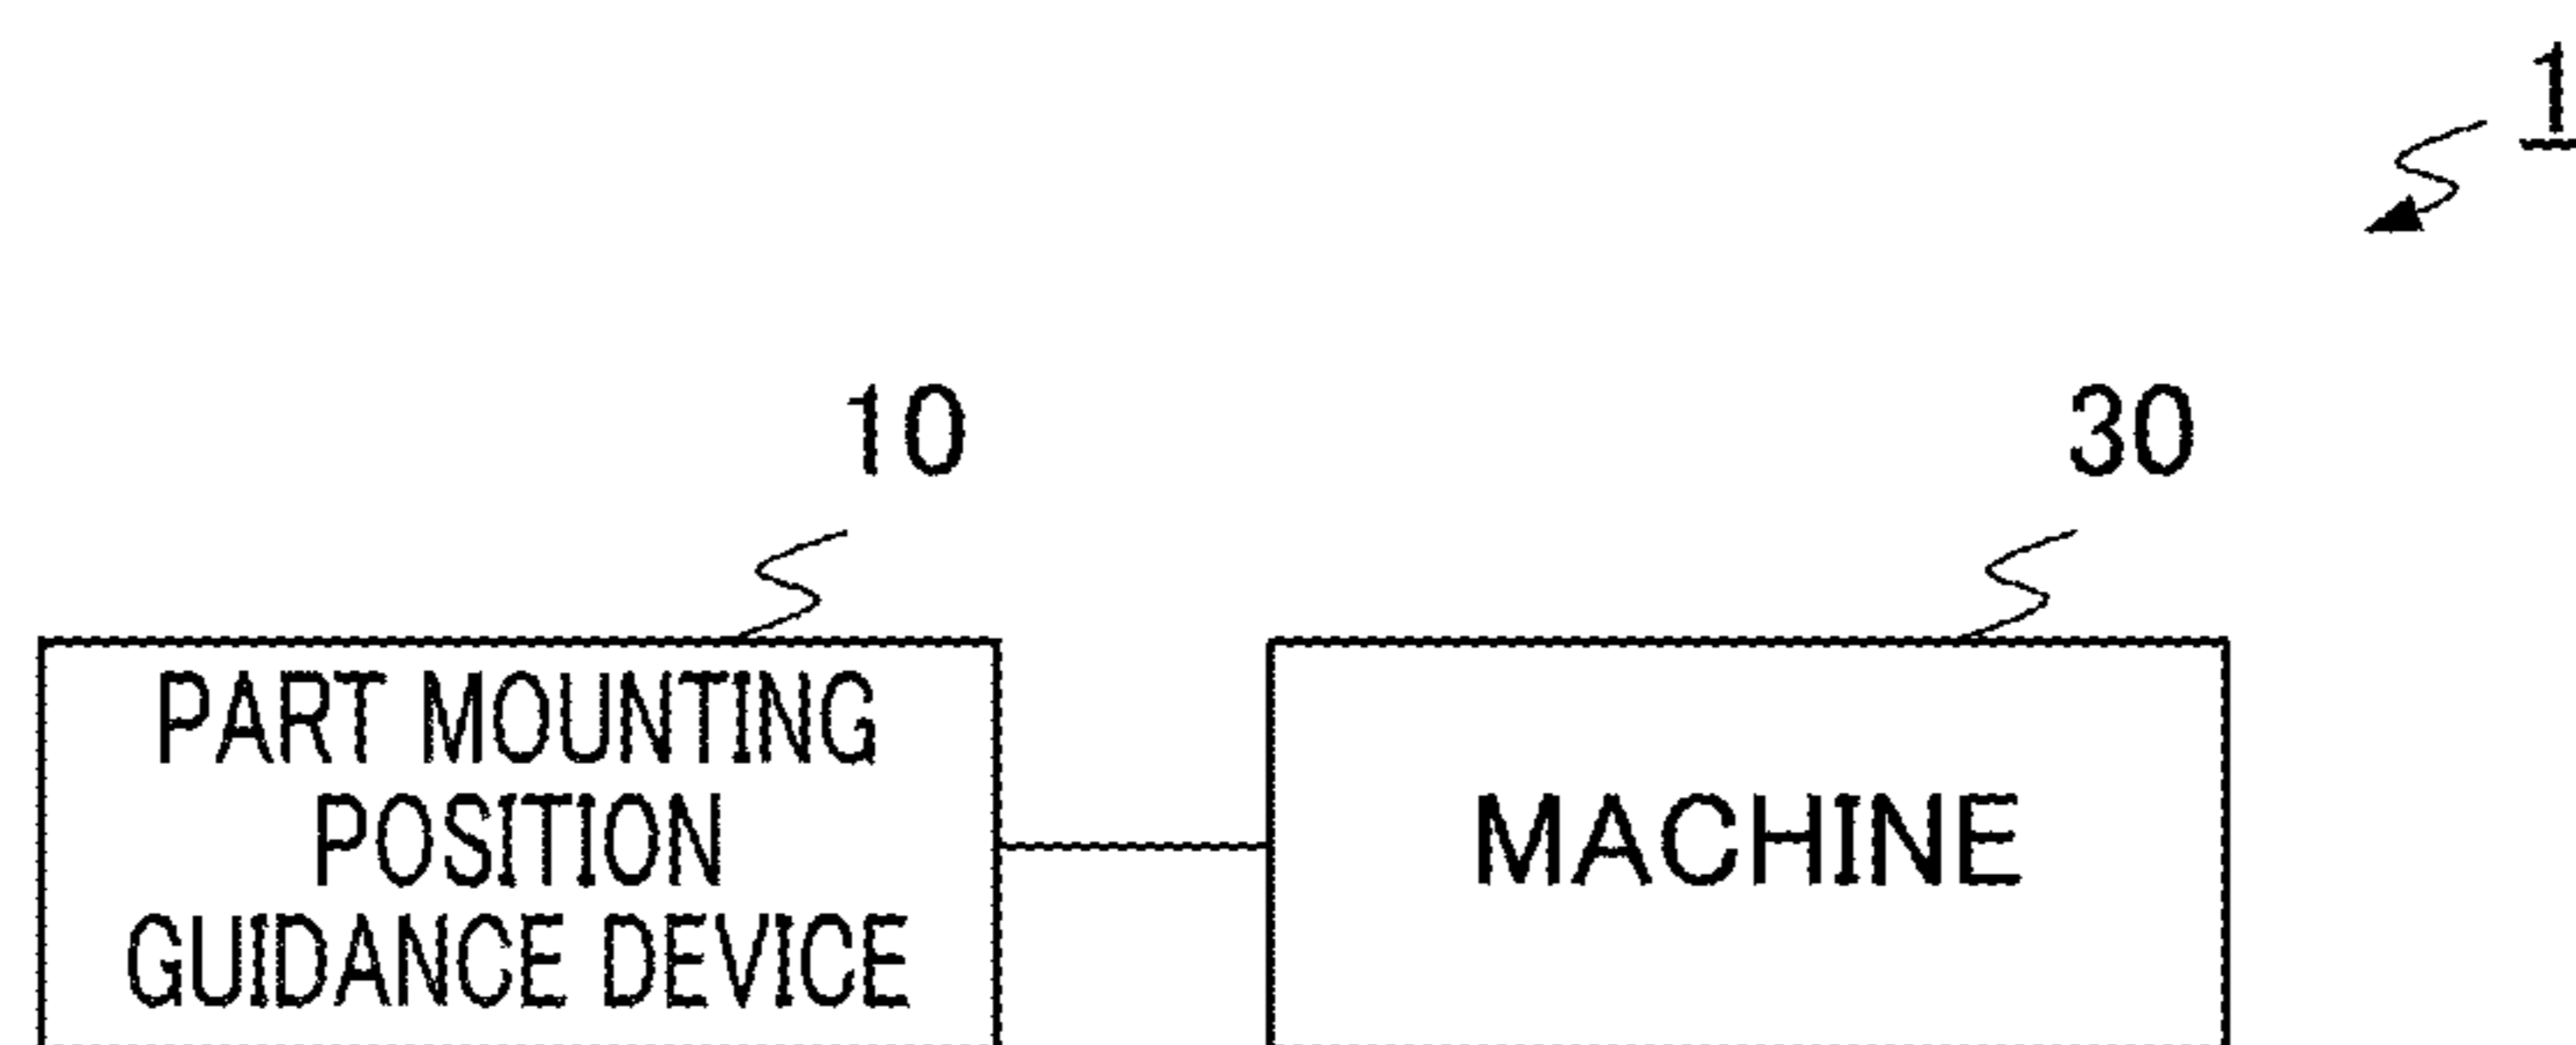 1
10
30
PART MOUNTING
POSITION
GUIDANCE DEVICE
MACHINE